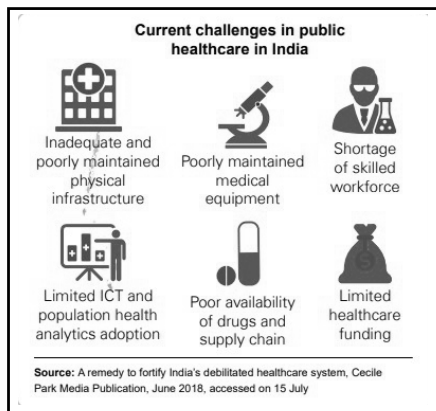 Current challenges in public
healthcare in India
Inadequate and
poorly maintained
physical
infrastructure
Poorly maintained
medical
equipment
Shortage
of skilled
workforce
Limited ICT and
population health
analytics adoption
Poor availability
of drugs and
supply chain
Limited
healthcare
funding
Source: A remedy to fortify India's debilitated healthcare system, Cecile
Park Media Publication, June 2018, accessed on 15 July